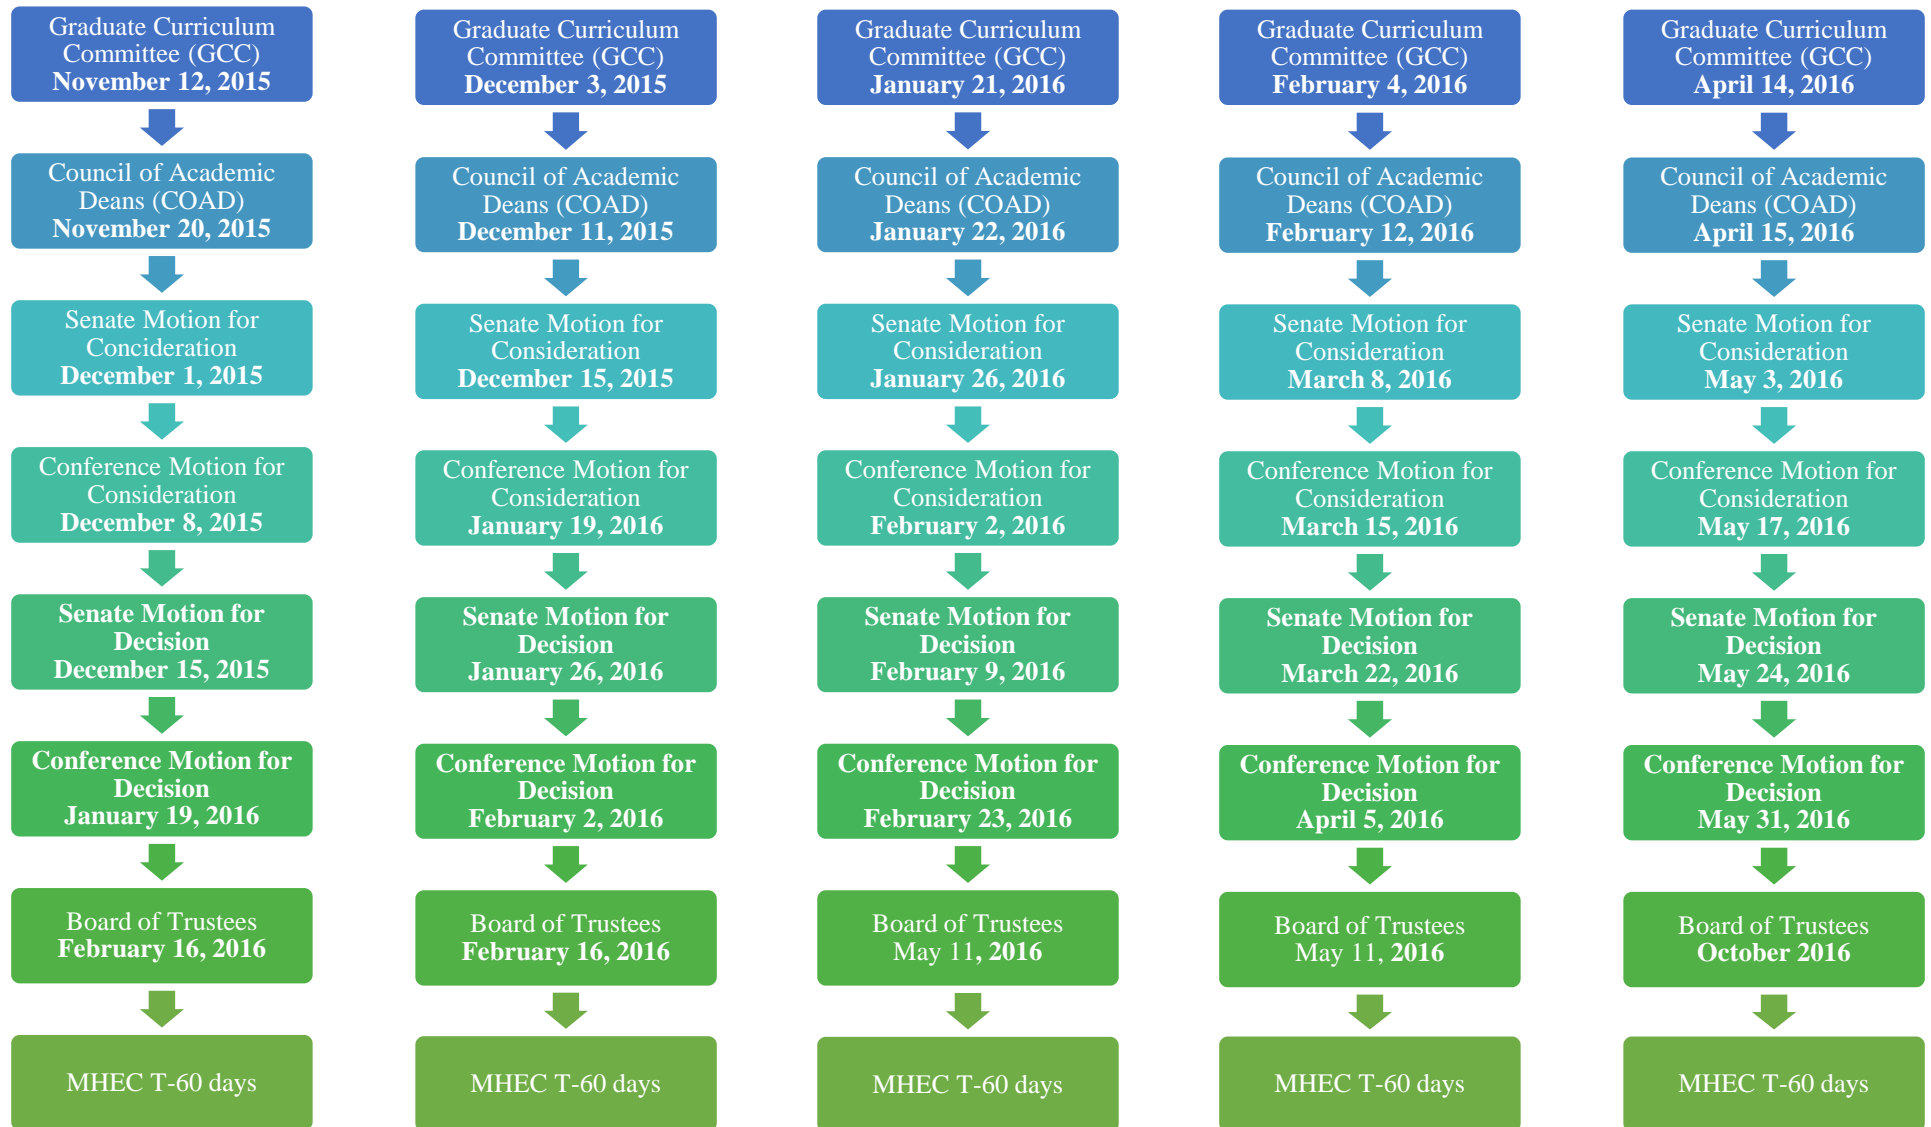 Graduate Curriculum
Committee (GCC)
November 12, 2015
Council of Academic
Deans (COAD)
November 20, 2015
Senate Motion for
Concideration
December 1, 2015
Conference Motion for
Consideration
December 8, 2015
Senate Motion for
Decision
December 15, 2015
Conference Motion for
Decision
January 19, 2016
Board of Trustees
February 16, 2016
MHEC T-60 days
Graduate Curriculum
Committee (GCC)
December 3, 2015
Council of Academic
Deans (COAD)
December 11, 2015
Senate Motion for
Consideration
December 15, 2015
Conference Motion for
Consideration
January 19, 2016
Senate Motion for
Decision
January 26, 2016
Conference Motion for
Decision
February 2, 2016
Board of Trustees
February 16, 2016
MHEC T-60 days
Graduate Curriculum
Committee (GCC)
January 21, 2016
Council of Academic
Deans (COAD)
January 22, 2016
Senate Motion for
Consideration
January 26, 2016
Conference Motion for
Consideration
February 2, 2016
Senate Motion for
Decision
February 9, 2016
Conference Motion for
Decision
February 23, 2016
Board of Trustees
May 11, 2016
MHEC T-60 days
Graduate Curriculum
Committee (GCC)
February 4, 2016
Council of Academic
Deans (COAD)
February 12, 2016
Senate Motion for
Consideration
March 8, 2016
Conference Motion for
Consideration
March 15, 2016
Senate Motion for
Decision
March 22, 2016
Conference Motion for
Decision
April 5, 2016
Board of Trustees
May 11, 2016
MHEC T-60 days
Graduate Curriculum
Committee (GCC)
April 14, 2016
Council of Academic
Deans (COAD)
April 15, 2016
Senate Motion for
Consideration
May 3, 2016
Conference Motion for
Consideration
May 17, 2016
Senate Motion for
Decision
May 24, 2016
Conference Motion for
Decision
May 31, 2016
Board of Trustees
October 2016
MHEC T-60 days